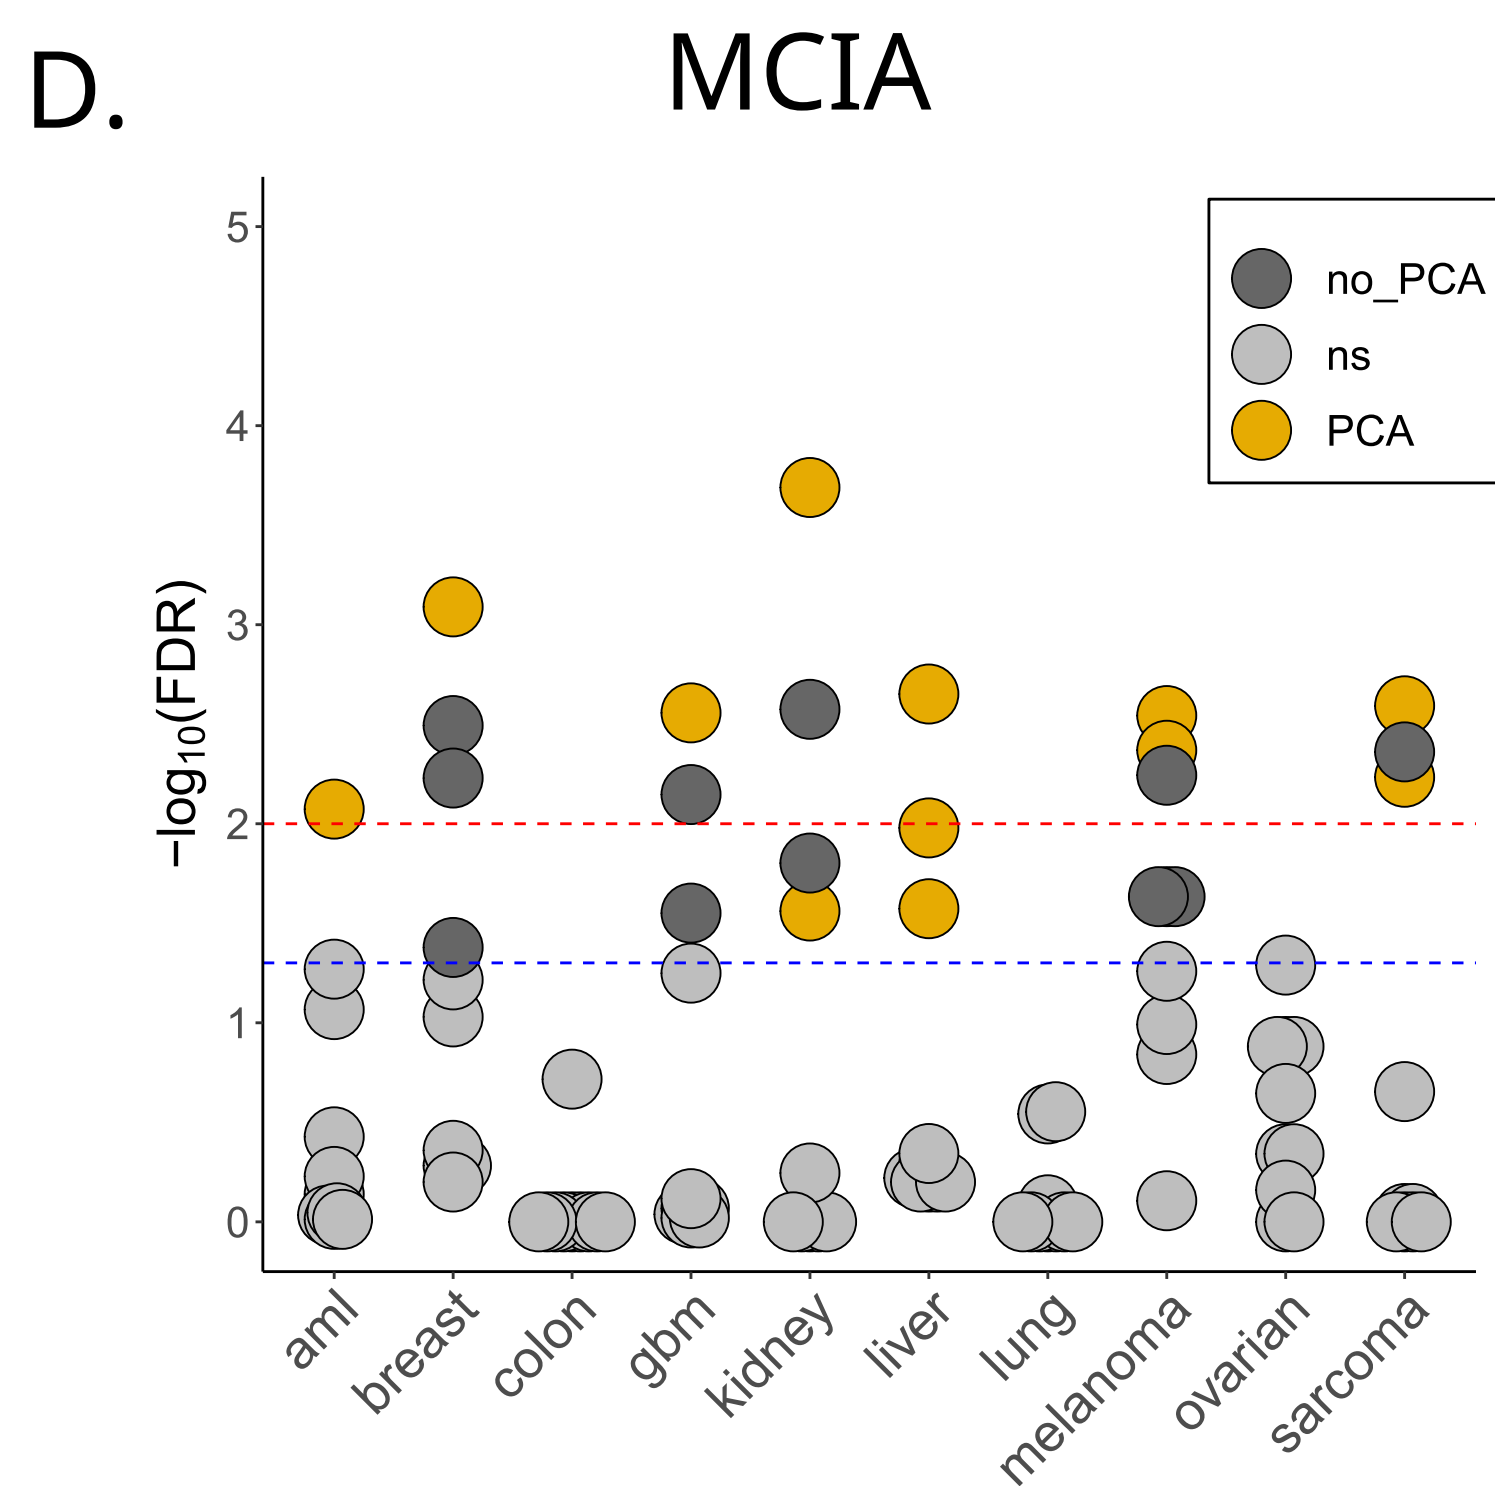 D.
MCIA
5
4
3
2
1
0
−log10(FDR)
no_PCA
ns
PCA
aml
breast
colon
gbm
kidney
liver
lung
melanoma
ovarian
sarcoma